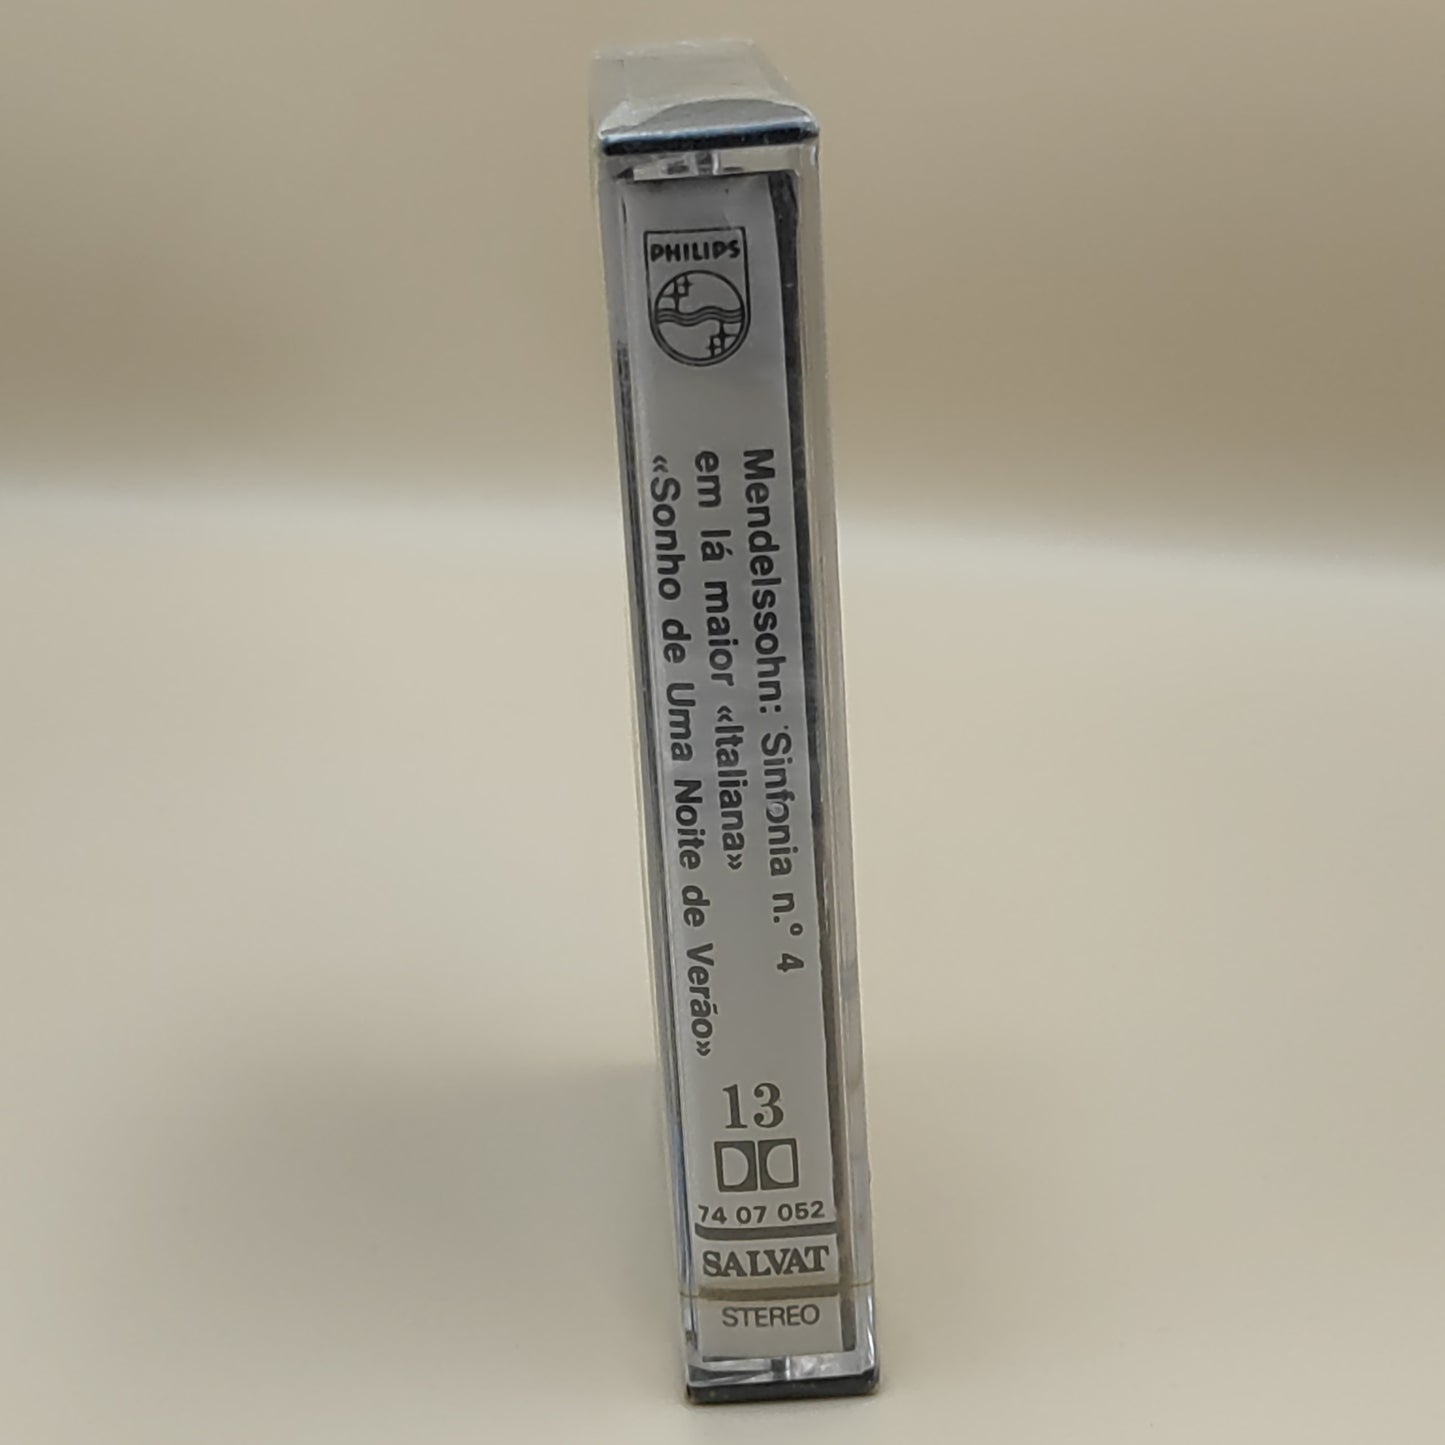 PHILIPS
Mendelssohn: Sinfonia n.º 4
em lá maior «Italiana»
«Sonho de Uma Noite de Verão»
13
74 07 052
SALVAT
STEREO